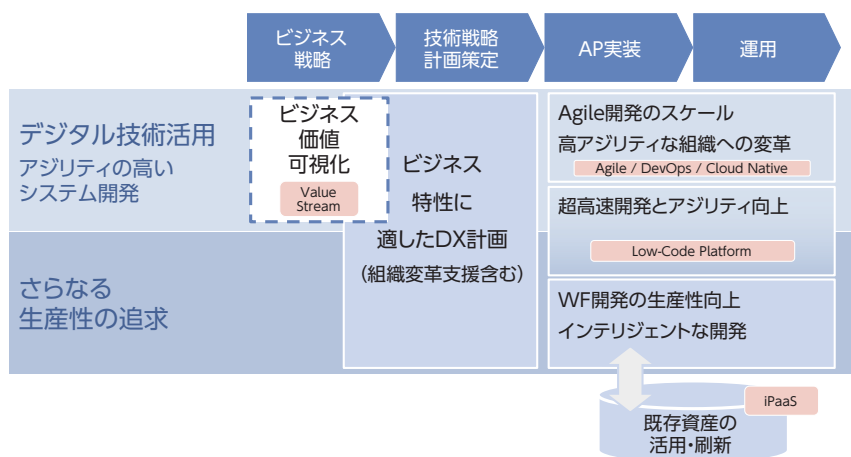 ビジネス
戦略
技術戦略
計画策定
AP実装
運用
デジタル技術活用
アジリティの高い
システム開発
ビジネス
価値
可視化
Value
Stream
ビジネス
特性に
適したDX計画
(組織変革支援含む)
Agile開発のスケール
高アジリティな組織への変革
Agile / DevOps / Cloud Native
超高速開発とアジリティ向上
Low-Code Platform
さらなる
生産性の追求
WF開発の生産性向上
インテリジェントな開発
iPaaS
既存資産の
活用・刷新